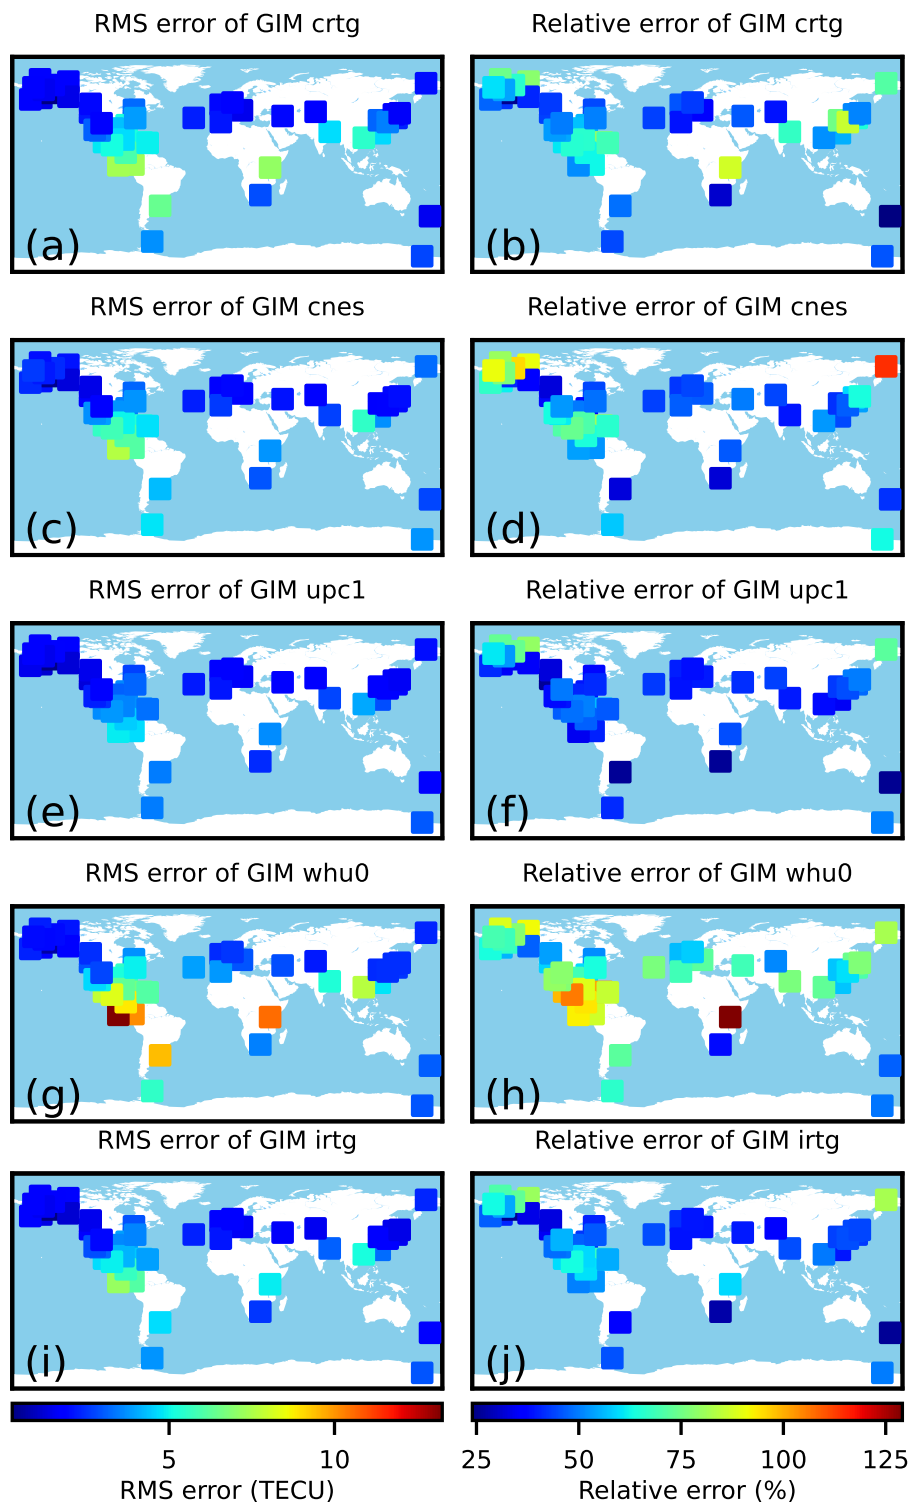 RMS error of GIM crtg
Relative error of GIM crtg
(a)
(b)
RMS error of GIM cnes
Relative error of GIM cnes
(c)
(d)
RMS error of GIM upc1
Relative error of GIM upc1
(e)
(f)
RMS error of GIM whu0
Relative error of GIM whu0
(g)
(h)
RMS error of GIM irtg
Relative error of GIM irtg
(i)
(j)
5 10
25 50 75 100 125
RMS error (TECU)
Relative error (%)